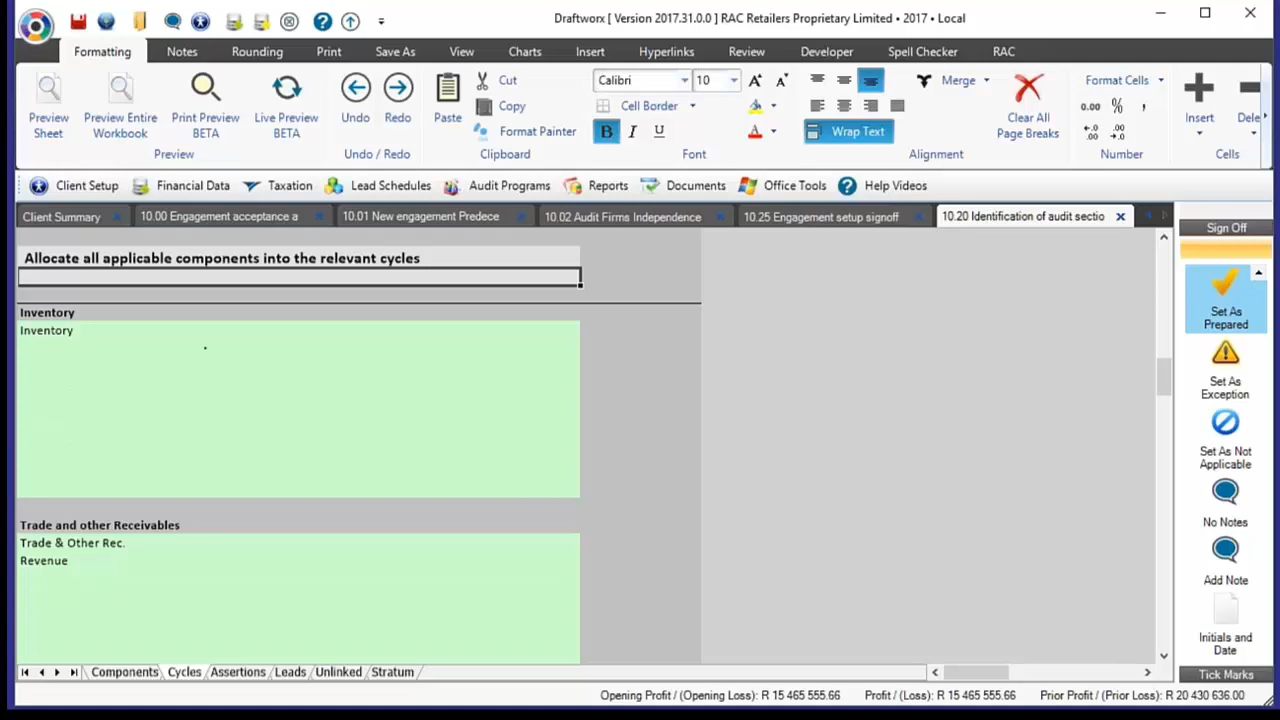 Draftworx [ Version 2017.31.0.0 ] RAC Retailers Proprietary Limited • 2017 • Local
Formatting Notes Rounding Print Save As View Charts Insert Hyperlinks Review Developer Spell Checker RAC
Preview Sheet
Preview Entire Workbook
Print Preview BETA
Live Preview BETA
Preview
Undo
Redo
Undo / Redo
Paste
Cut
Copy
Format Painter
Clipboard
Calibri 10
Cell Border
B I U
Font
Merge
Wrap Text
Clear All Page Breaks
Alignment
Format Cells
0.00 % ,
←.0 .00
.00 →.0
Number
Insert
Dele
Cells
Client Setup Financial Data Taxation Lead Schedules Audit Programs Reports Documents Office Tools Help Videos
Client Summary 10.00 Engagement acceptance a 10.01 New engagement Predece 10.02 Audit Firms Independence 10.25 Engagement setup signoff 10.20 Identification of audit sectio
Allocate all applicable components into the relevant cycles
Inventory
Inventory
Trade and other Receivables
Trade & Other Rec.
Revenue
Sign Off
Set As Prepared
Set As Exception
Set As Not Applicable
No Notes
Add Note
Initials and Date
Tick Marks
Components Cycles Assertions Leads Unlinked Stratum
Opening Profit / (Opening Loss): R 15 465 555.66 Profit / (Loss): R 15 465 555.66 Prior Profit / (Prior Loss): R 20 430 636.00